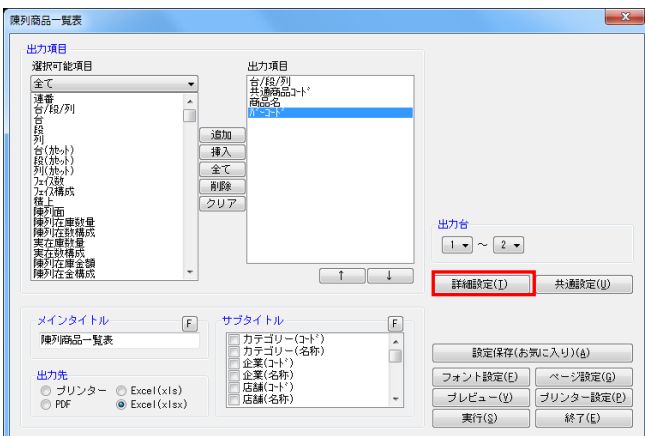 陳列商品一覧表
出力項目
選択可能項目
全て
連番
台/段/列
台
段
列
台(ｶｾｯﾄ)
段(ｶｾｯﾄ)
列(ｶｾｯﾄ)
ﾌｪｲｽ数
ﾌｪｲｽ構成
積上
陳列面
陳列在庫数量
陳列在数構成
実在庫数量
実在数構成
陳列在庫金額
陳列在金構成
追加
挿入
全て
削除
クリア
出力項目
台/段/列
共通商品ｺｰﾄﾞ
商品名
ﾊﾞｰｺｰﾄﾞ
↑
↓
出力台
1 ～ 2
詳細設定(T)
共通設定(U)
メインタイトル
F
陳列商品一覧表
サブタイトル
F
カテゴリー(ｺｰﾄﾞ)
カテゴリー(名称)
企業(ｺｰﾄﾞ)
企業(名称)
店舗(ｺｰﾄﾞ)
店舗(名称)
出力先
プリンター
Excel(xls)
PDF
Excel(xlsx)
設定保存(お気に入り)(A)
フォント設定(F)
ページ設定(G)
プレビュー(V)
プリンター設定(P)
実行(S)
終了(E)